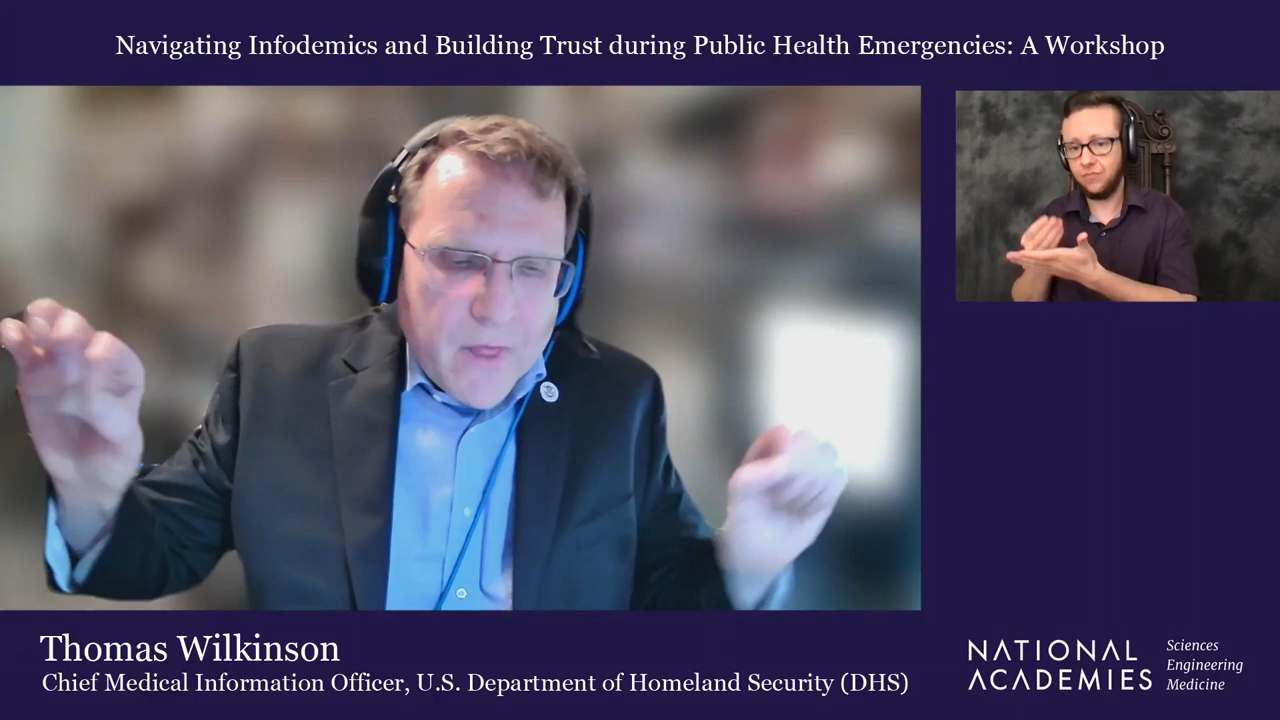 Navigating Infodemics and Building Trust during Public Health Emergencies: A Workshop
Thomas Wilkinson
Chief Medical Information Officer, U.S. Department of Homeland Security (DHS)
NATIONAL
ACADEMIES
Sciences
Engineering
Medicine